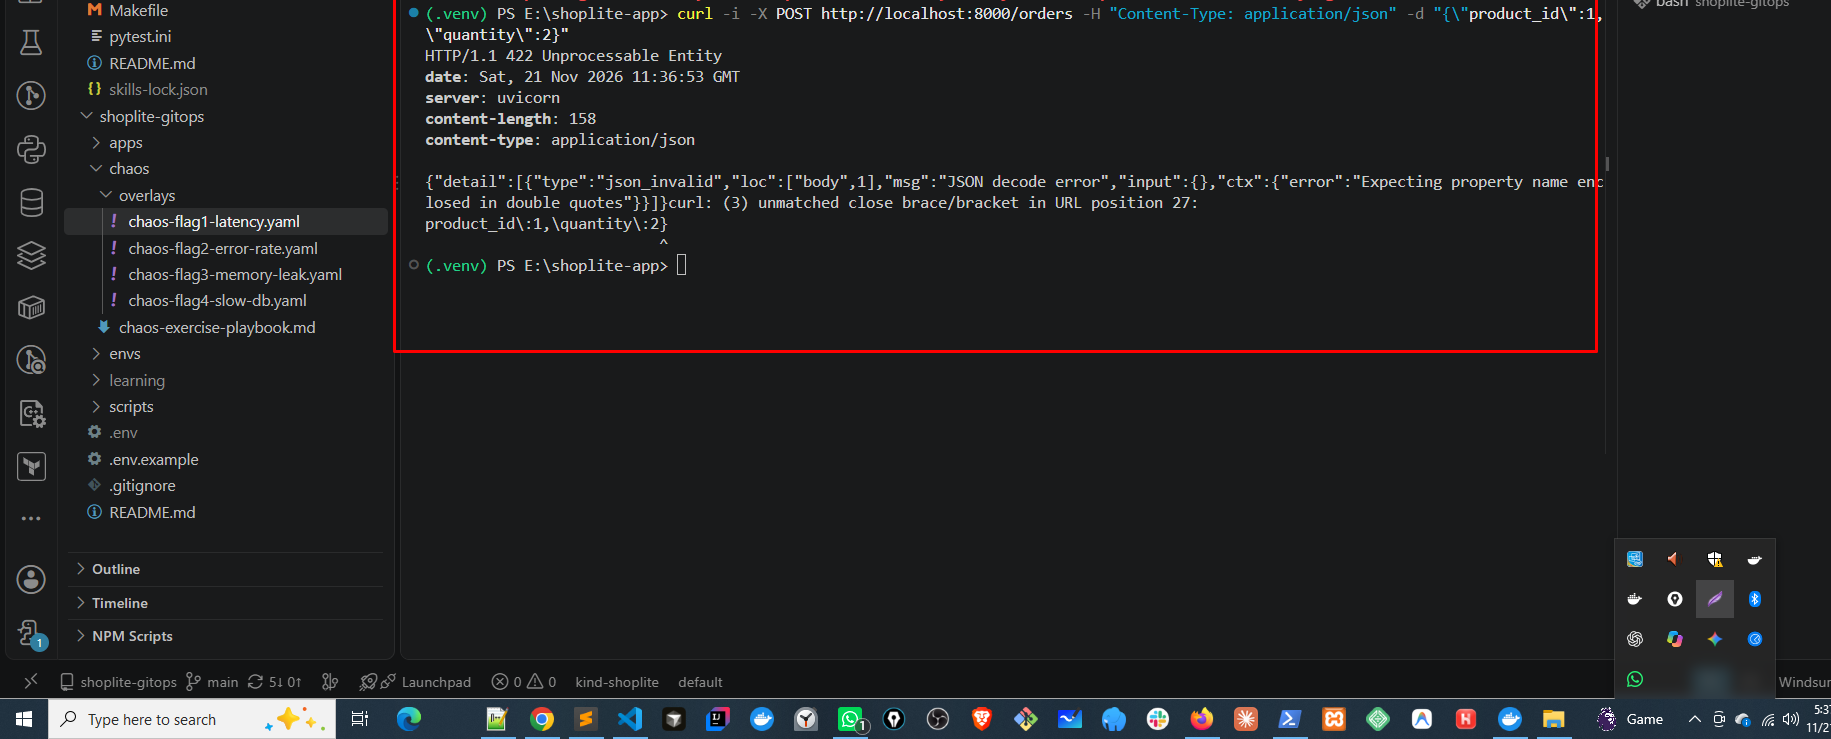 Makefile
pytest.ini
README.md
skills-lock.json
shoplite-gitops
apps
chaos
overlays
chaos-flag1-latency.yaml
chaos-flag2-error-rate.yaml
chaos-flag3-memory-leak.yaml
chaos-flag4-slow-db.yaml
chaos-exercise-playbook.md
envs
learning
scripts
.env
.env.example
.gitignore
README.md
Outline
Timeline
NPM Scripts
1
(.venv) PS E:\shoplite-app> curl -i -X POST http://localhost:8000/orders -H "Content-Type: application/json" -d "{\"product_id\":1,
\"quantity\":2}"
HTTP/1.1 422 Unprocessable Entity
date: Sat, 21 Nov 2026 11:36:53 GMT
server: uvicorn
content-length: 158
content-type: application/json
{"detail":[{"type":"json_invalid","loc":["body",1],"msg":"JSON decode error","input":{},"ctx":{"error":"Expecting property name enc
losed in double quotes"}}]}curl: (3) unmatched close brace/bracket in URL position 27:
product_id\:1,\quantity\:2}
^
(.venv) PS E:\shoplite-app>
bash shoplite-gitops
shoplite-gitops main 5↓ 0↑ Launchpad 0 0 kind-shoplite default
Type here to search
1
Game